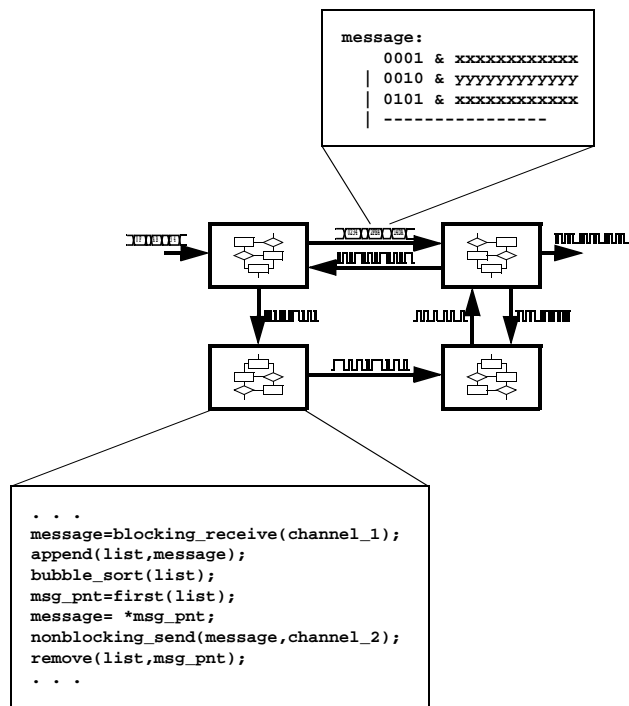 message:
0001 & xxxxxxxxxxxx
| 0010 & yyyyyyyyyyyy
| 0101 & xxxxxxxxxxxx
| -----------------
. . .
message=blocking_receive(channel_1);
append(list,message);
bubble_sort(list);
msg_pnt=first(list);
message= *msg_pnt;
nonblocking_send(message,channel_2);
remove(list,msg_pnt);
. . .